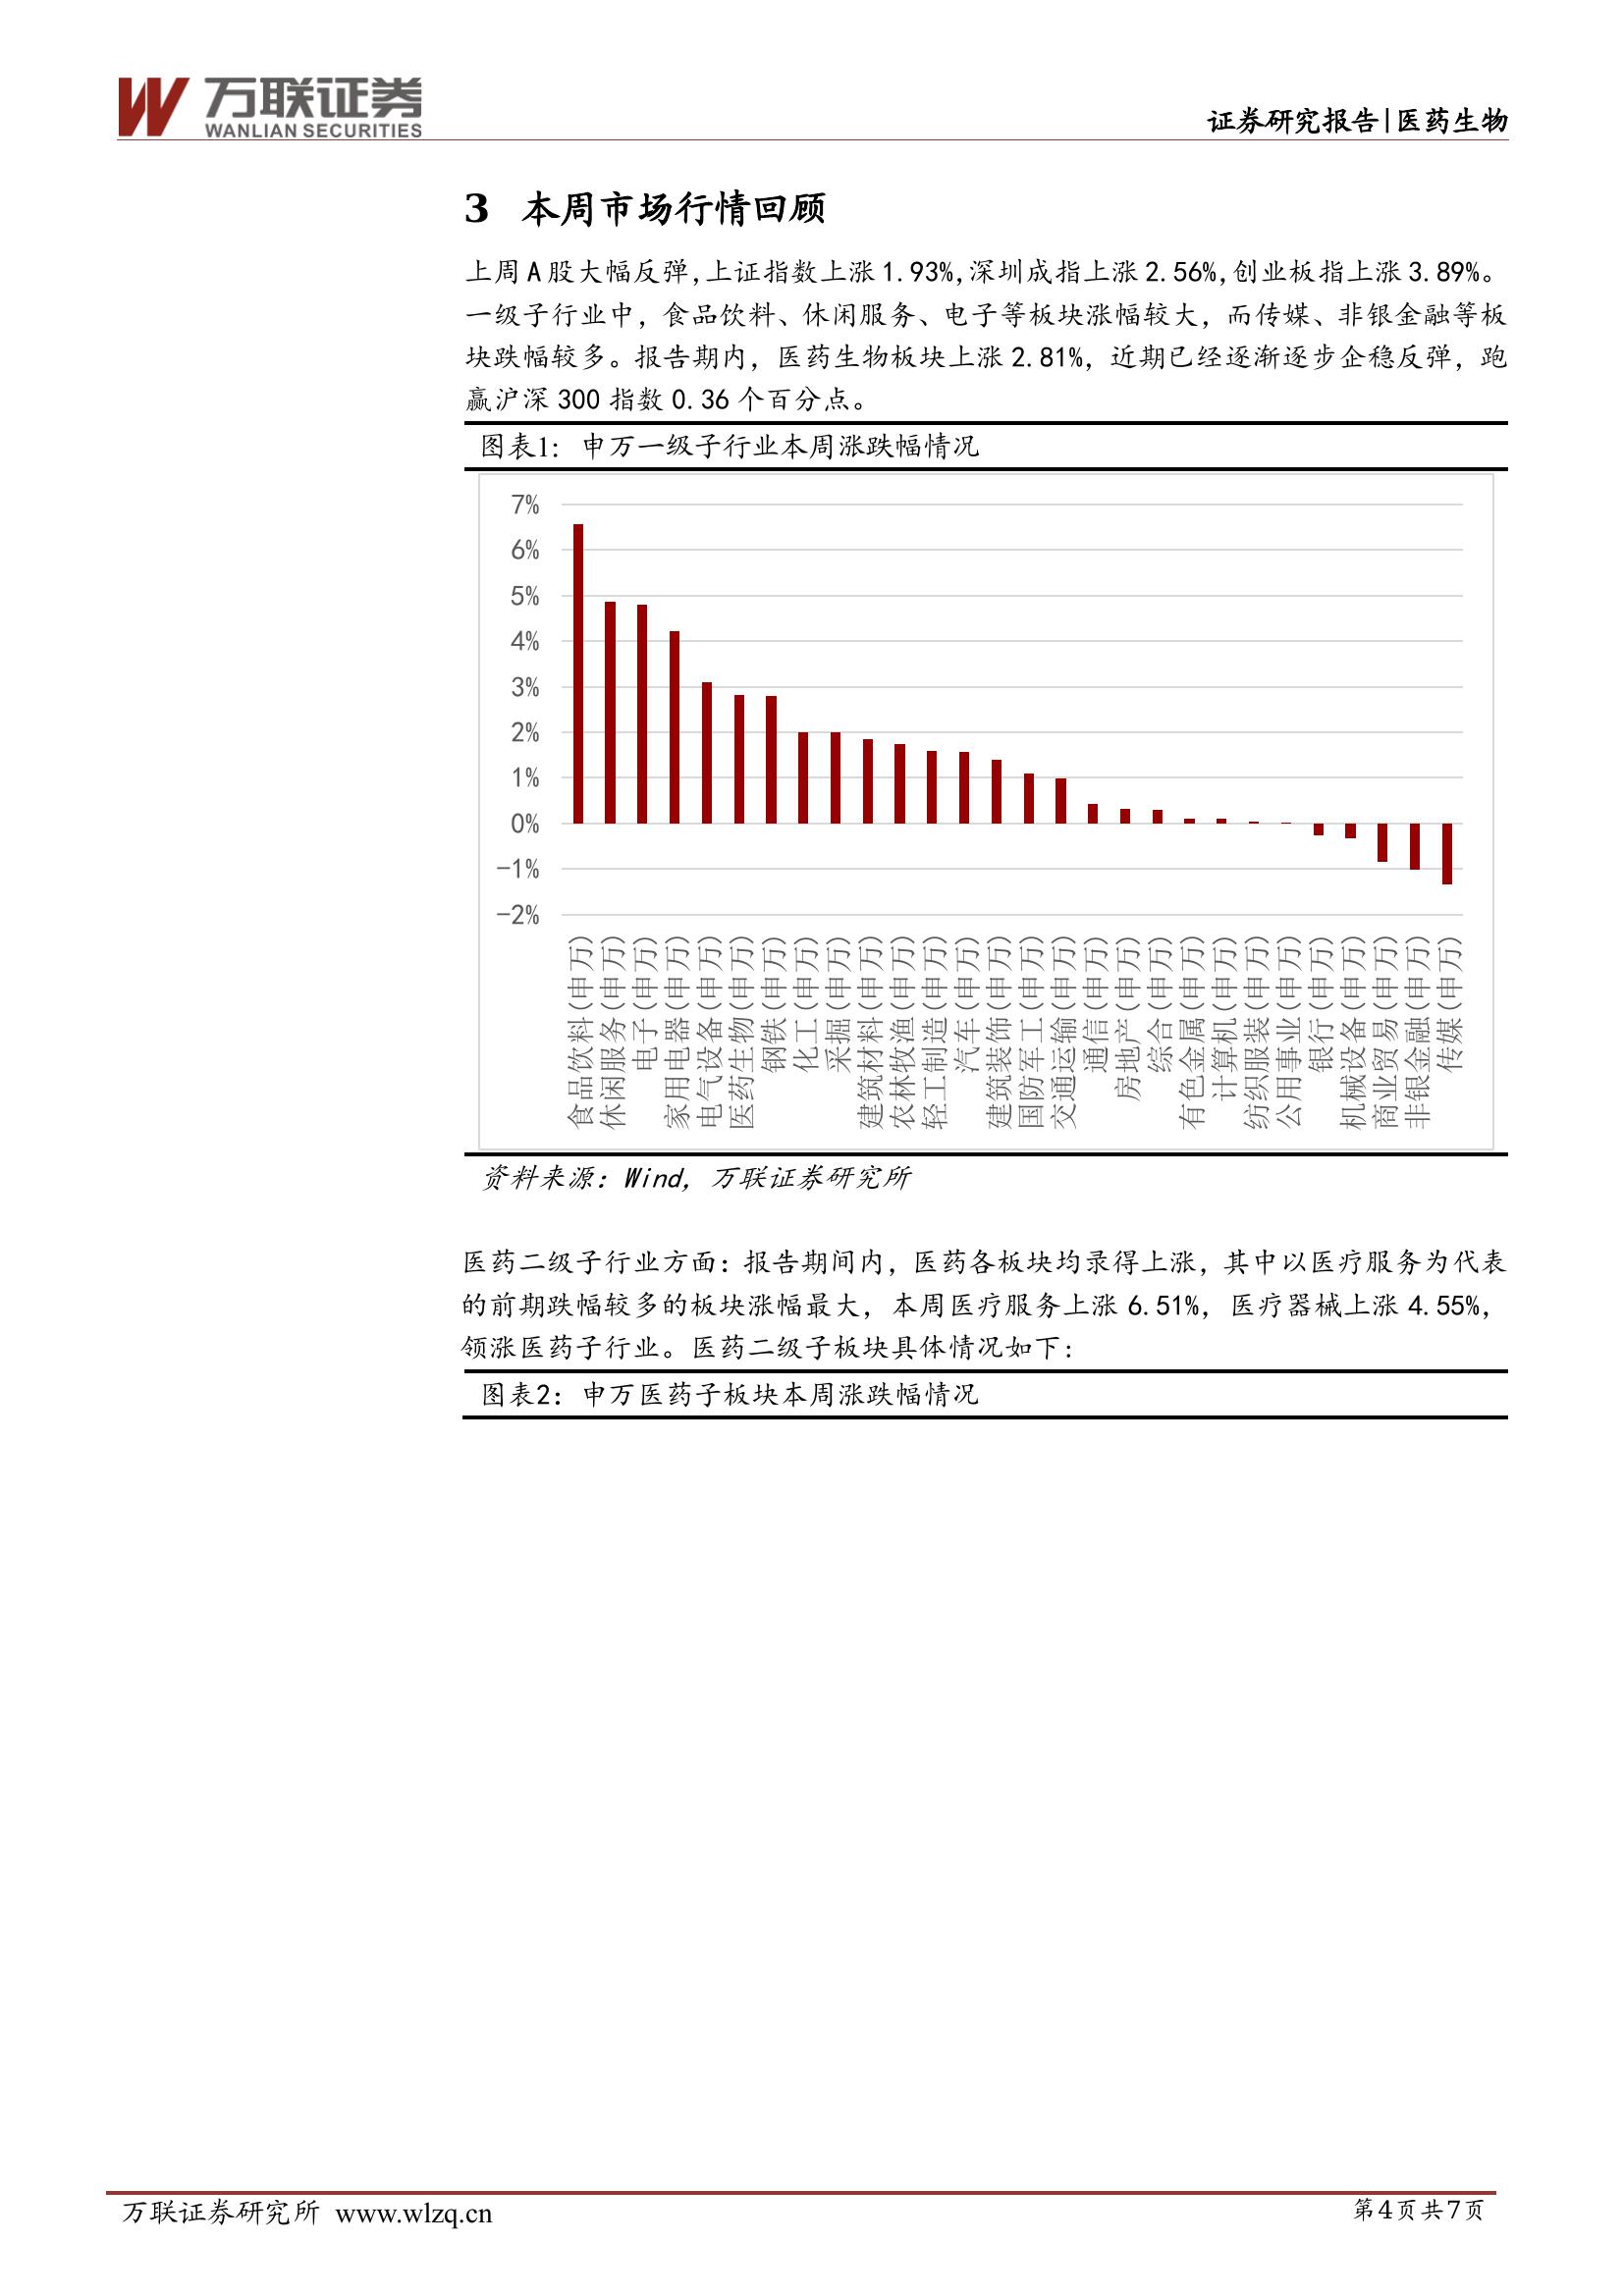 万联证券
WANLIAN SECURITIES
证券研究报告|医药生物
3 本周市场行情回顾
上周A股大幅反弹,上证指数上涨1.93%,深圳成指上涨2.56%,创业板指上涨3.89%。
一级子行业中，食品饮料、休闲服务、电子等板块涨幅较大，而传媒、非银金融等板
块跌幅较多。报告期内，医药生物板块上涨2.81%，近期已经逐渐逐步企稳反弹，跑
赢沪深300指数0.36个百分点。
图表1：申万一级子行业本周涨跌幅情况
7%
6%
5%
4%
3%
2%
1%
0%
-1%
-2%
食品饮料(申万)
休闲服务(申万)
电子(申万)
家用电器(申万)
电气设备(申万)
医药生物(申万)
钢铁(申万)
化工(申万)
采掘(申万)
建筑材料(申万)
农林牧渔(申万)
轻工制造(申万)
汽车(申万)
建筑装饰(申万)
国防军工(申万)
交通运输(申万)
通信(申万)
房地产(申万)
综合(申万)
有色金属(申万)
计算机(申万)
纺织服装(申万)
公用事业(申万)
银行(申万)
机械设备(申万)
商业贸易(申万)
非银金融(申万)
传媒(申万)
资料来源：Wind，万联证券研究所
医药二级子行业方面：报告期间内，医药各板块均录得上涨，其中以医疗服务为代表
的前期跌幅较多的板块涨幅最大，本周医疗服务上涨6.51%，医疗器械上涨4.55%，
领涨医药子行业。医药二级子板块具体情况如下：
图表2：申万医药子板块本周涨跌幅情况
万联证券研究所 www.wlzq.cn
第4页共7页